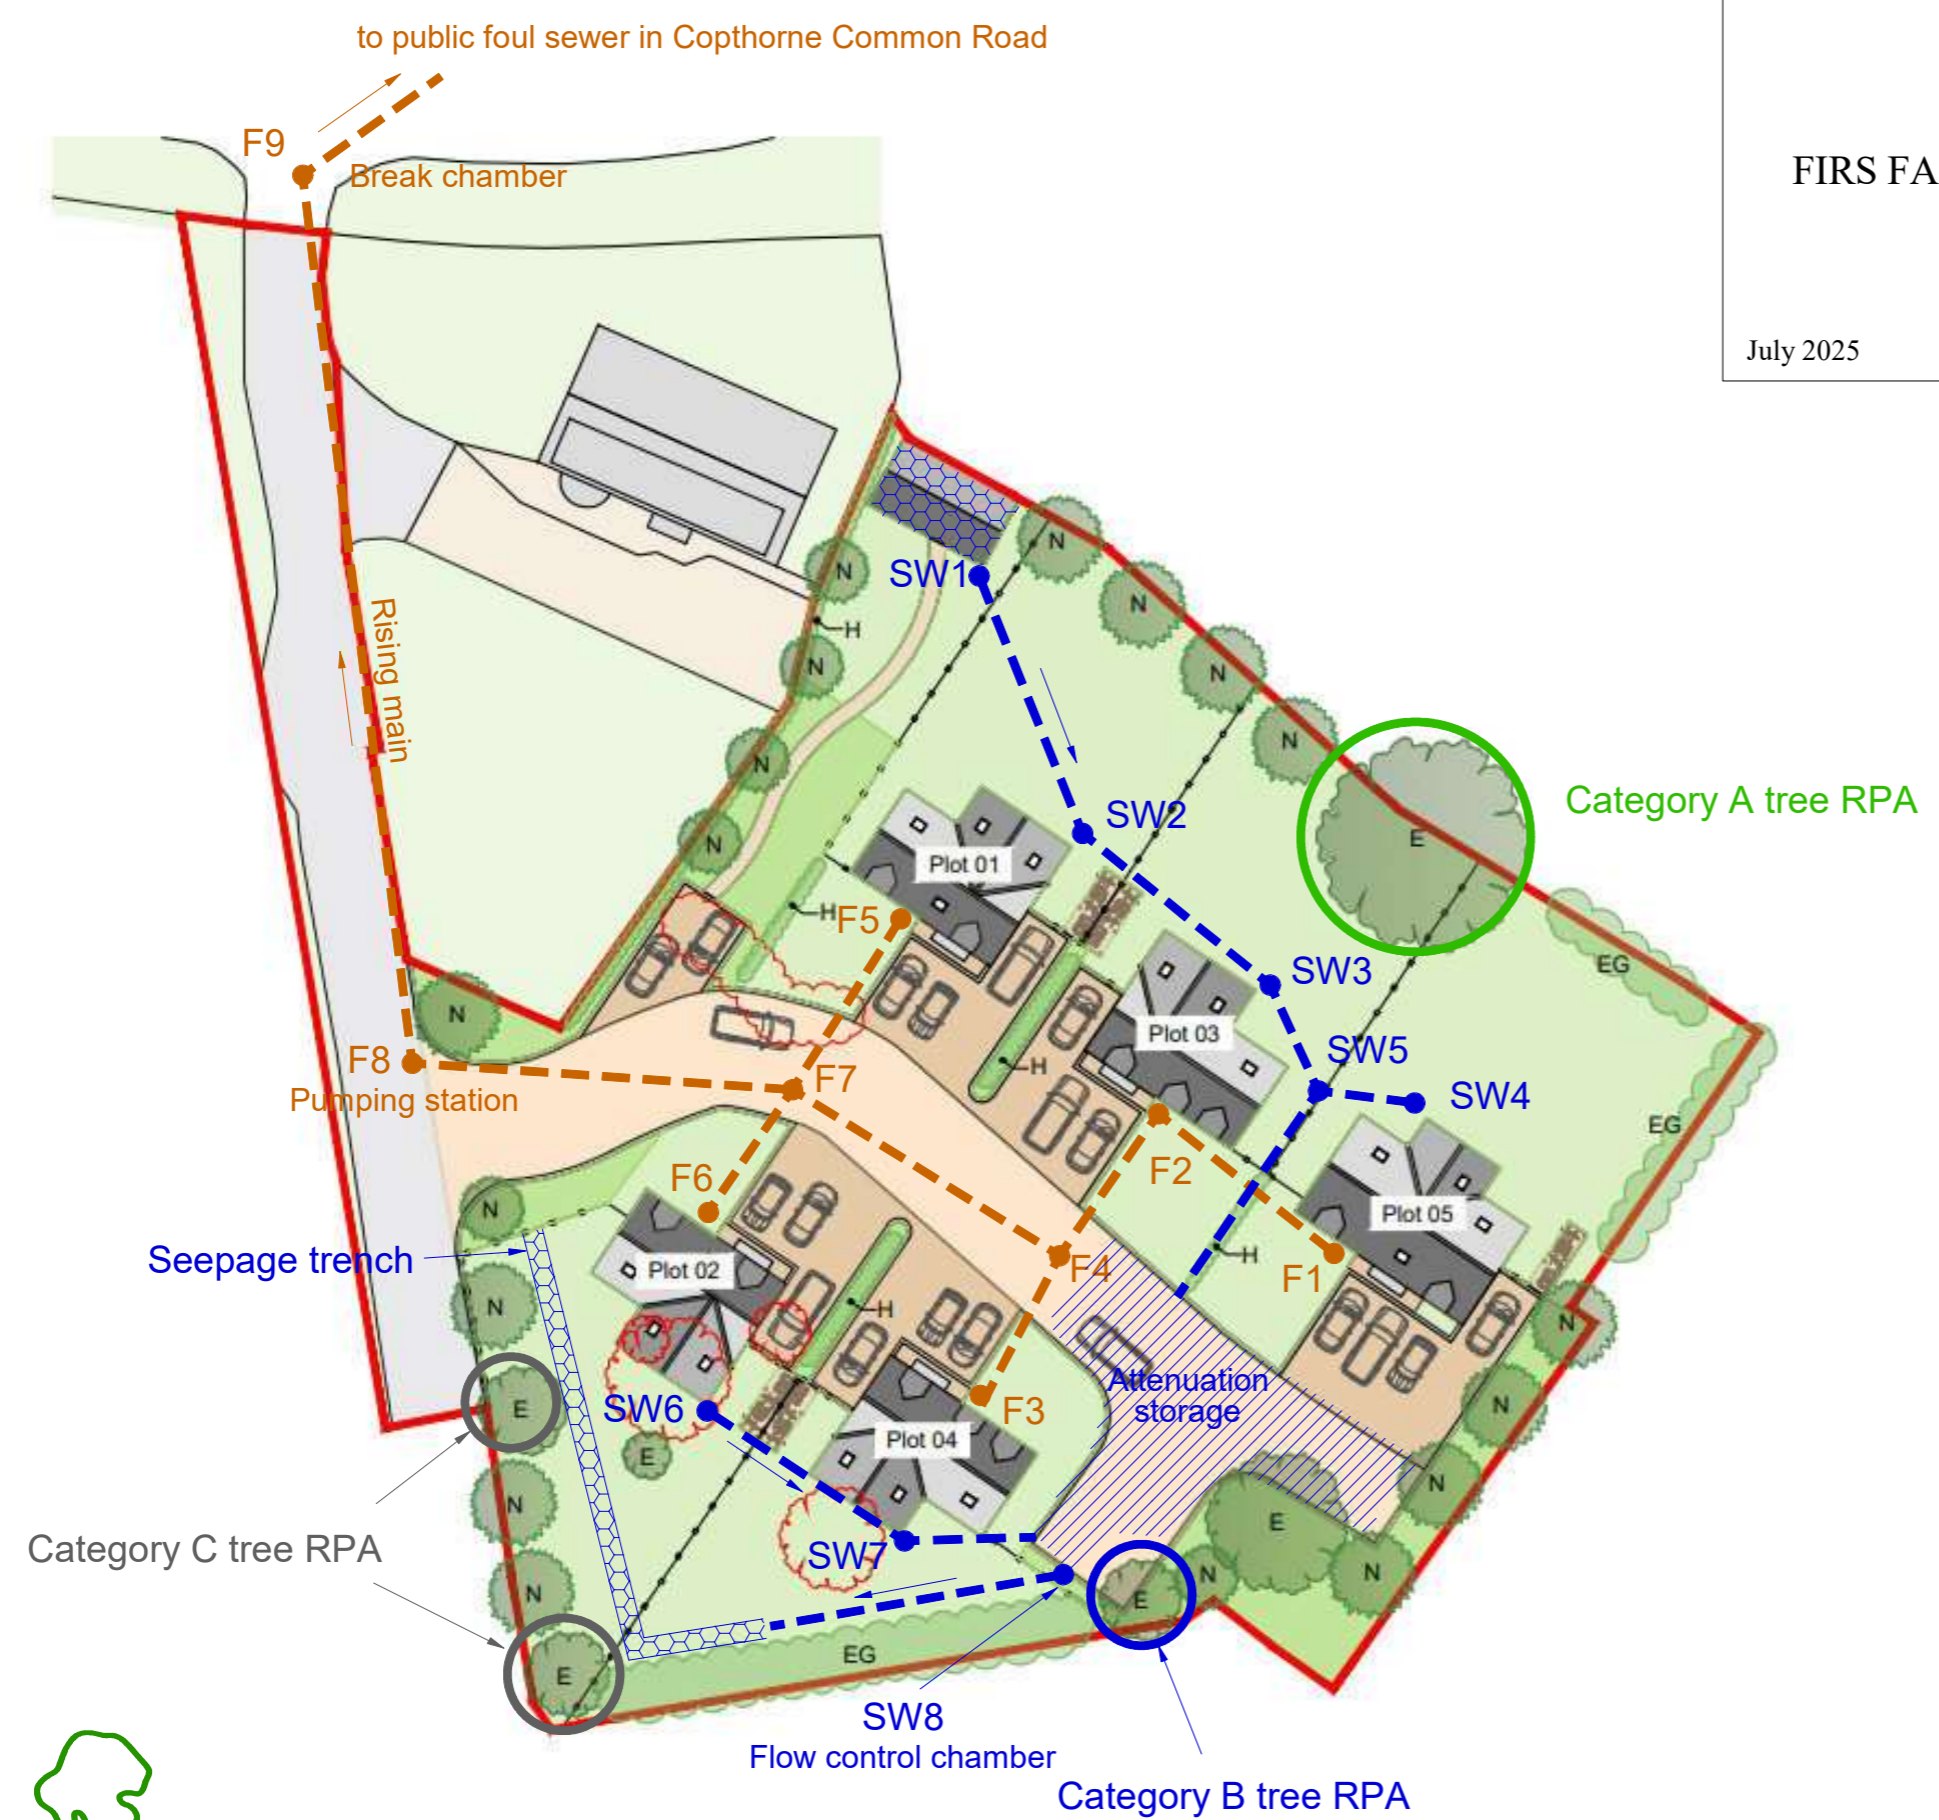 to public foul sewer in Copthorne Common Road
F9
Break chamber
FIRS FA
July 2025
Rising main
SW1
N
N
H
N
N
N
N
N
N
SW2
Category A tree RPA
E
Plot 01
H
F5
SW3
EG
Plot 03
N
F8
Pumping station
F7
H
SW5
SW4
EG
F2
F6
N
Plot 05
Seepage trench
Plot 02
F4
H
F1
N
H
N
Attenuation
storage
E
SW6
F3
N
Plot 04
E
N
N
Category C tree RPA
E
SW7
N
N
N
E
E
EG
SW8
Flow control chamber
Category B tree RPA